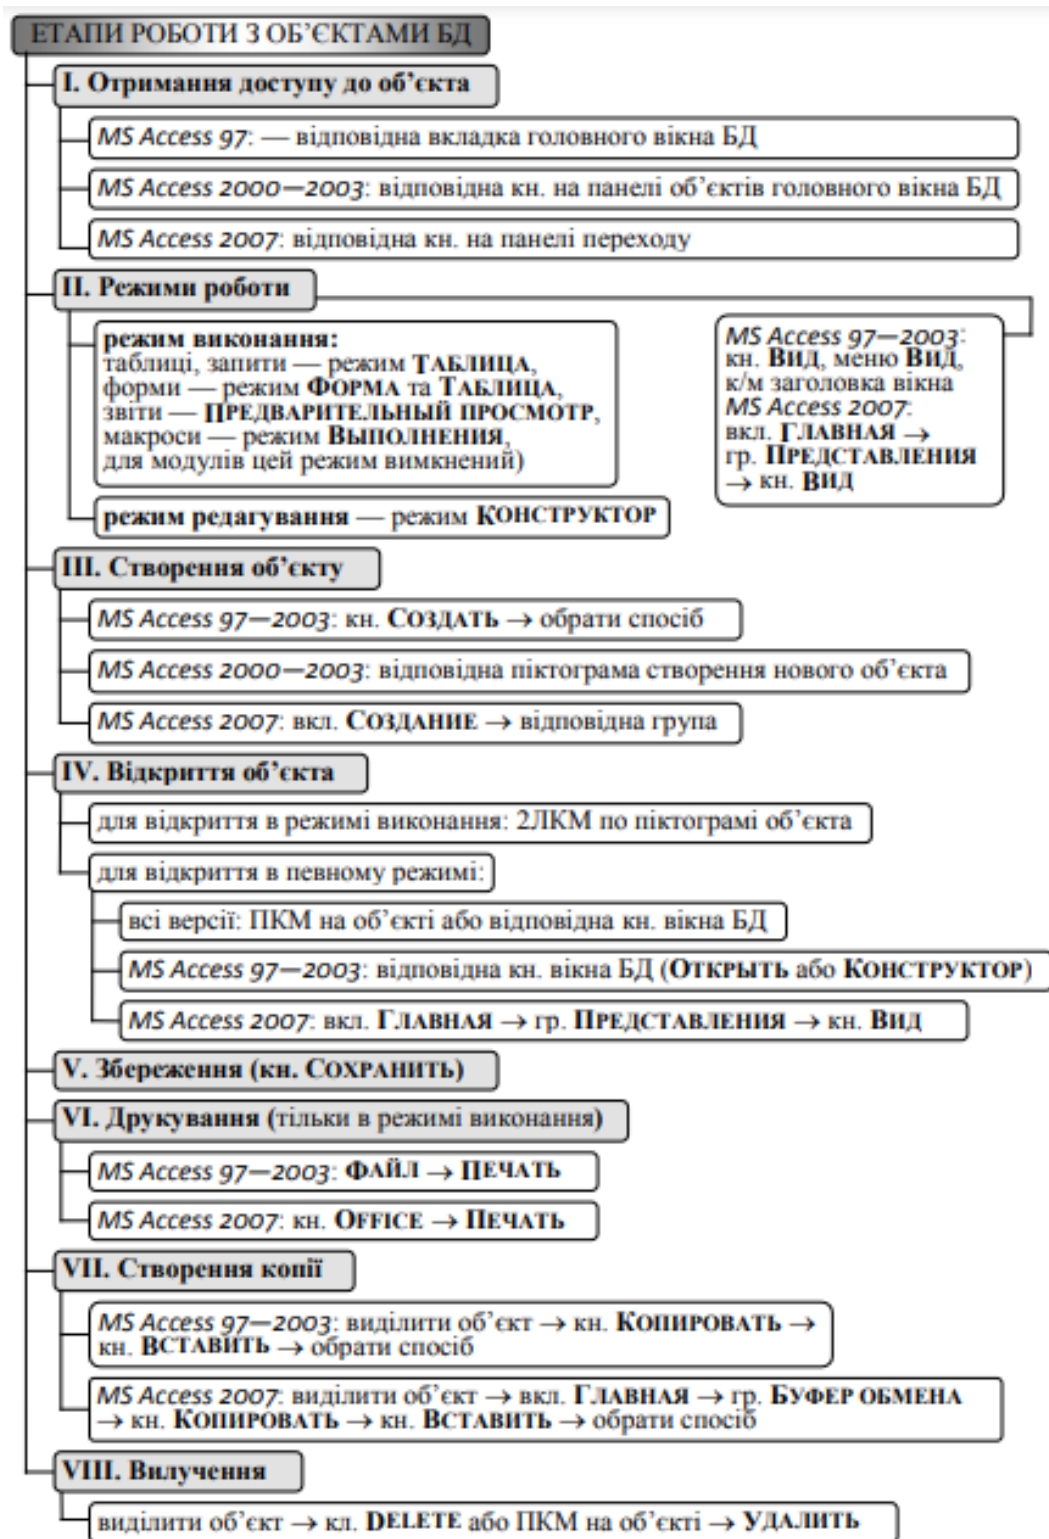 ЕТАПИ РОБОТИ З ОБ’ЄКТАМИ БД
I. Отримання доступу до об’єкта
MS Access 97: — відповідна вкладка головного вікна БД
MS Access 2000—2003: відповідна кн. на панелі об’єктів головного вікна БД
MS Access 2007: відповідна кн. на панелі переходу
II. Режими роботи
режим виконання:
таблиці, запити — режим ТАБЛИЦА,
форми — режим ФОРМА та ТАБЛИЦА,
звіти — ПРЕДВАРИТЕЛЬНЫЙ ПРОСМОТР,
макроси — режим ВЫПОЛНЕНИЯ,
для модулів цей режим вимкнений)
MS Access 97—2003:
кн. ВИД, меню ВИД,
к/м заголовка вікна
MS Access 2007:
вкл. ГЛАВНАЯ →
гр. ПРЕДСТАВЛЕНИЯ
→ кн. ВИД
режим редагування — режим КОНСТРУКТОР
III. Створення об’єкту
MS Access 97—2003: кн. СОЗДАТЬ → обрати спосіб
MS Access 2000—2003: відповідна піктограма створення нового об’єкта
MS Access 2007: вкл. СОЗДАНИЕ → відповідна група
IV. Відкриття об’єкта
для відкриття в режимі виконання: 2ЛКМ по піктограмі об’єкта
для відкриття в певному режимі:
всі версії: ПКМ на об’єкті або відповідна кн. вікна БД
MS Access 97—2003: відповідна кн. вікна БД (ОТКРЫТЬ або КОНСТРУКТОР)
MS Access 2007: вкл. ГЛАВНАЯ → гр. ПРЕДСТАВЛЕНИЯ → кн. ВИД
V. Збереження (кн. СОХРАНИТЬ)
VI. Друкування (тільки в режимі виконання)
MS Access 97—2003: ФАЙЛ → ПЕЧАТЬ
MS Access 2007: кн. OFFICE → ПЕЧАТЬ
VII. Створення копії
MS Access 97—2003: виділити об’єкт → кн. КОПИРОВАТЬ →
кн. ВСТАВИТЬ → обрати спосіб
MS Access 2007: виділити об’єкт → вкл. ГЛАВНАЯ → гр. БУФЕР ОБМЕНА
→ кн. КОПИРОВАТЬ → кн. ВСТАВИТЬ → обрати спосіб
VIII. Вилучення
виділити об’єкт → кл. DELETE або ПКМ на об’єкті → УДАЛИТЬ